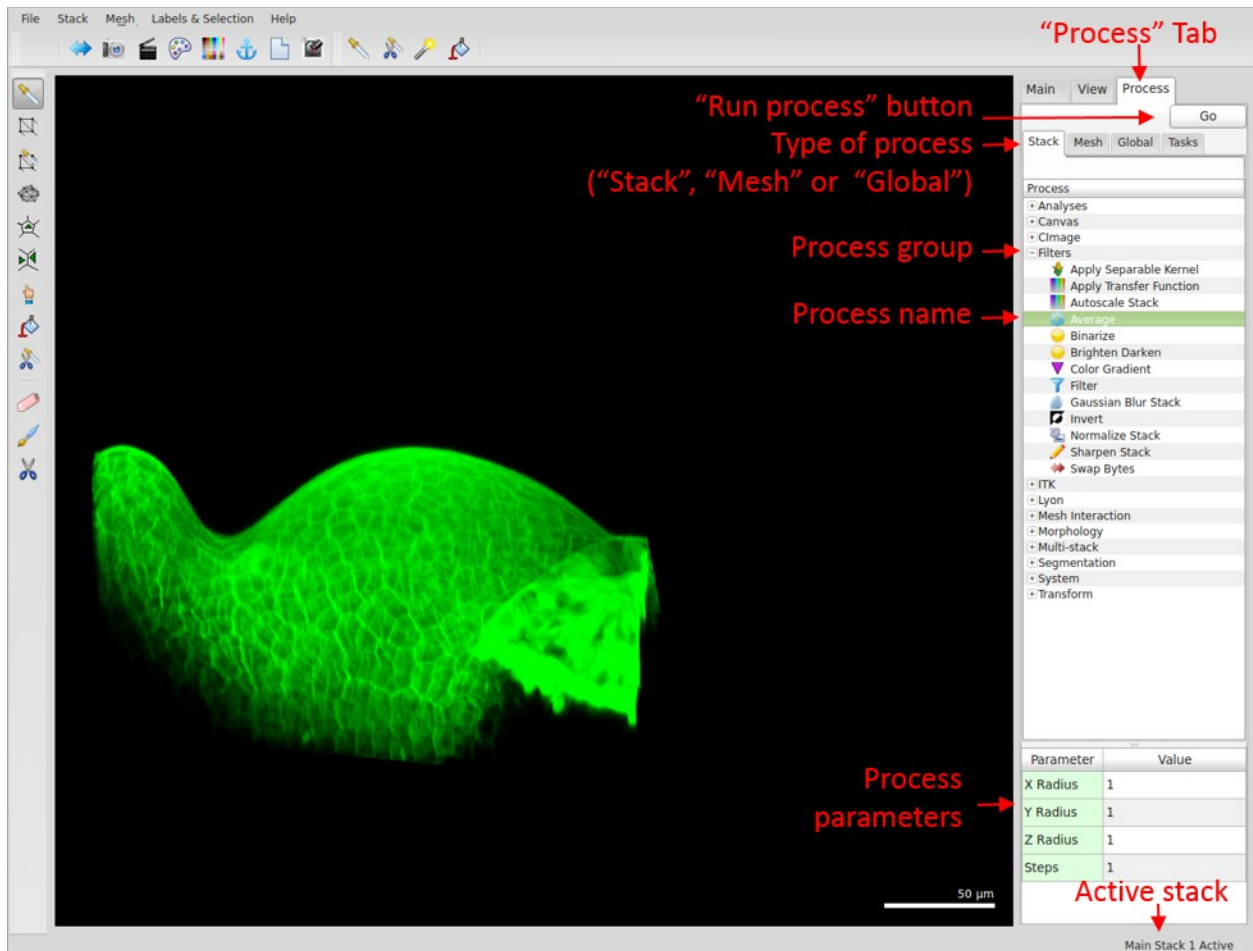 File Stack Mesh Labels & Selection Help
“Process” Tab
Main View Process
“Run process” button
Go
Type of process
(“Stack”, “Mesh” or “Global”)
Stack Mesh Global Tasks
Process
Analyses
Canvas
CImage
Process group
Filters
Apply Separable Kernel
Apply Transfer Function
Autoscale Stack
Process name
Average
Binarize
Brighten Darken
Color Gradient
Filter
Gaussian Blur Stack
Invert
Normalize Stack
Sharpen Stack
Swap Bytes
ITK
Lyon
Mesh Interaction
Morphology
Multi-stack
Segmentation
System
Transform
Parameter Value
Process
parameters
X Radius 1
Y Radius 1
Z Radius 1
Steps 1
50 µm
Active stack
Main Stack 1 Active